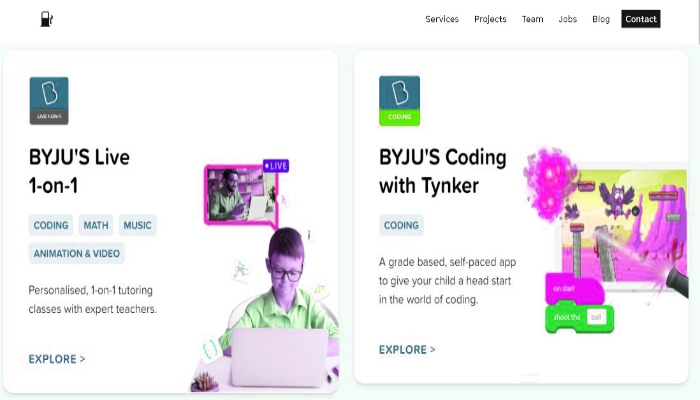 Services Projects Team Jobs Blog Contact
LIVE 1-ON-1
BYJU'S Live
1-on-1
CODING MATH MUSIC
ANIMATION & VIDEO
Personalised, 1-on-1 tutoring
classes with expert teachers.
EXPLORE >
LIVE
CODING
BYJU'S Coding
with Tynker
CODING
A grade based, self-paced app
to give your child a head start
in the world of coding.
EXPLORE >
on start
shoot the ball